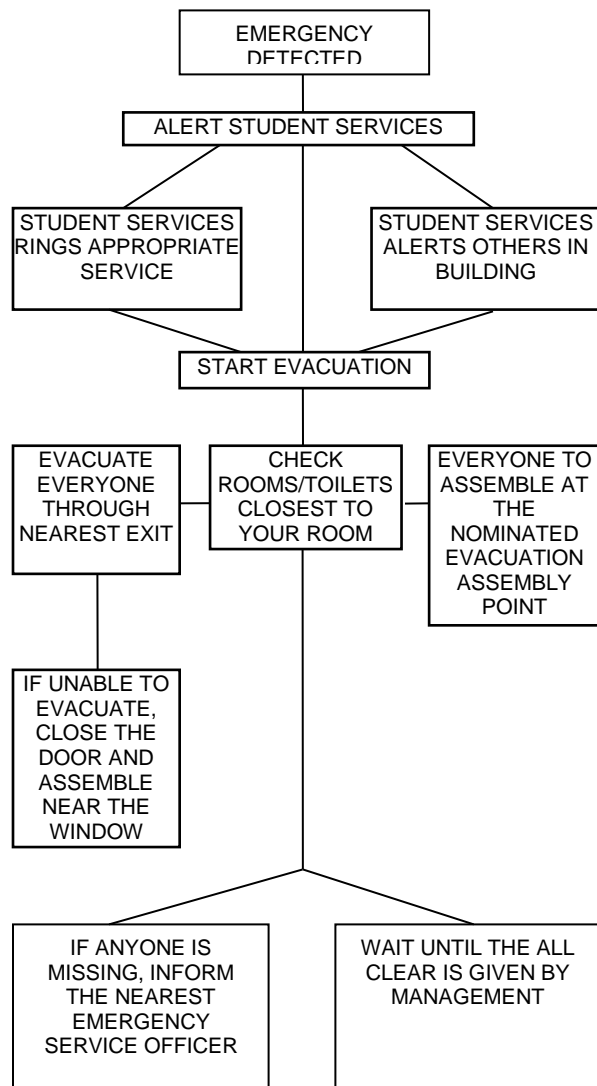 EMERGENCY
DETECTED
ALERT STUDENT SERVICES
STUDENT SERVICES
RINGS APPROPRIATE
SERVICE
STUDENT SERVICES
ALERTS OTHERS IN
BUILDING
START EVACUATION
EVACUATE
EVERYONE
THROUGH
NEAREST EXIT
CHECK
ROOMS/TOILETS
CLOSEST TO
YOUR ROOM
EVERYONE TO
ASSEMBLE AT
THE
NOMINATED
EVACUATION
ASSEMBLY
POINT
IF UNABLE TO
EVACUATE,
CLOSE THE
DOOR AND
ASSEMBLE
NEAR THE
WINDOW
IF ANYONE IS
MISSING, INFORM
THE NEAREST
EMERGENCY
SERVICE OFFICER
WAIT UNTIL THE ALL
CLEAR IS GIVEN BY
MANAGEMENT